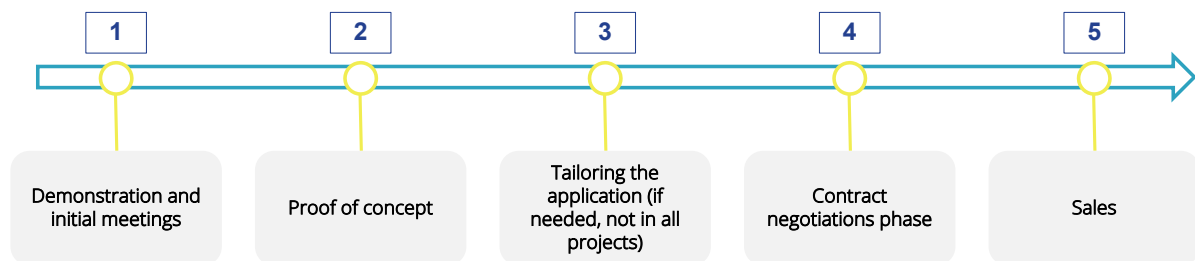 1
2
3
4
5
Demonstration and
initial meetings
Proof of concept
Tailoring the
application (if
needed, not in all
projects)
Contract
negotiations phase
Sales